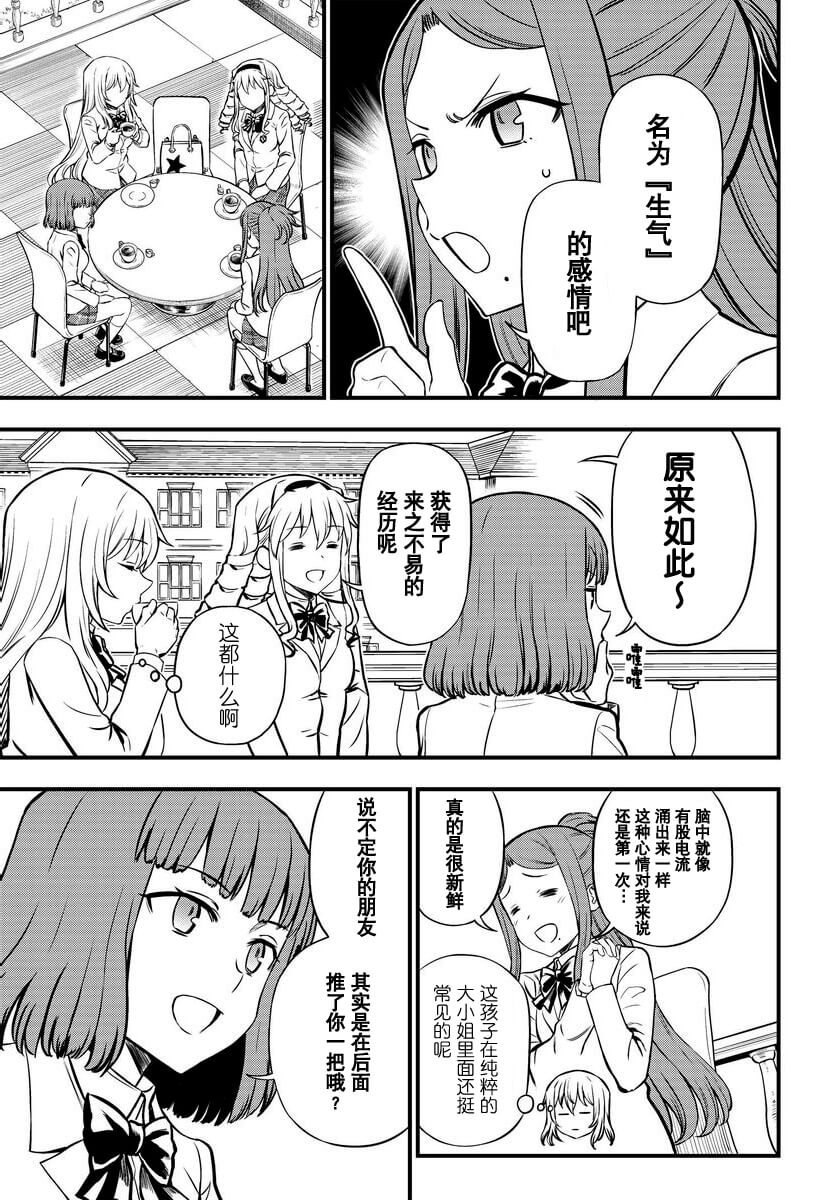 名为
『生气』
的感情吧
原来如此～
嘿嘿
获得了
来之不易的
经历呢
这都什么啊
脑中就像
有股电流
涌出来一样
这种心情对我来说
还是第一次…
真的是很新鲜
这孩子在纯粹的
大小姐里面还挺
常见的呢
说不定你的朋友
其实是在后面
推了你一把哦？